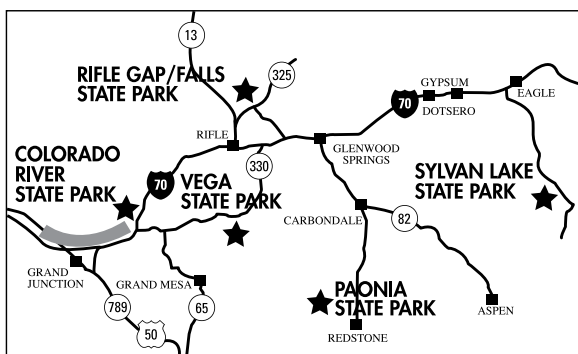 13
RIFLE GAP/FALLS
STATE PARK
325
GYPSUM
70
DOTSERO
EAGLE
RIFLE
GLENWOOD
SPRINGS
COLORADO
RIVER
STATE PARK
70
VEGA
STATE PARK
330
SYLVAN LAKE
STATE PARK
CARBONDALE
82
GRAND
JUNCTION
GRAND MESA
789
50
65
PAONIA
STATE PARK
REDSTONE
ASPEN